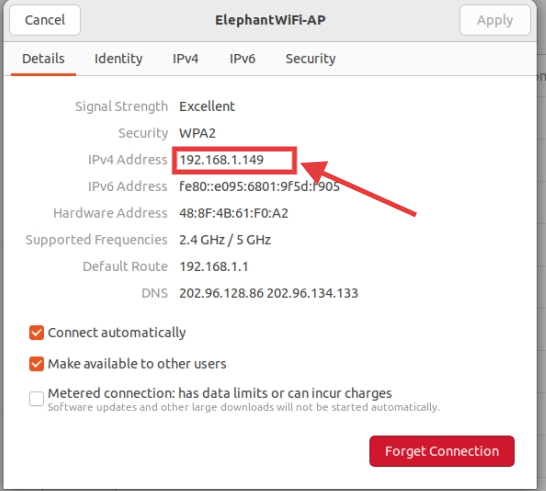 Cancel ElephantWiFi-AP Apply
Details Identity IPv4 IPv6 Security
Signal Strength Excellent
Security WPA2
IPv4 Address 192.168.1.149
IPv6 Address fe80::e095:6801:9f5d:f905
Hardware Address 48:8F:4B:61:F0:A2
Supported Frequencies 2.4 GHz / 5 GHz
Default Route 192.168.1.1
DNS 202.96.128.86 202.96.134.133
Connect automatically
Make available to other users
Metered connection: has data limits or can incur charges
Software updates and other large downloads will not be started automatically.
Forget Connection